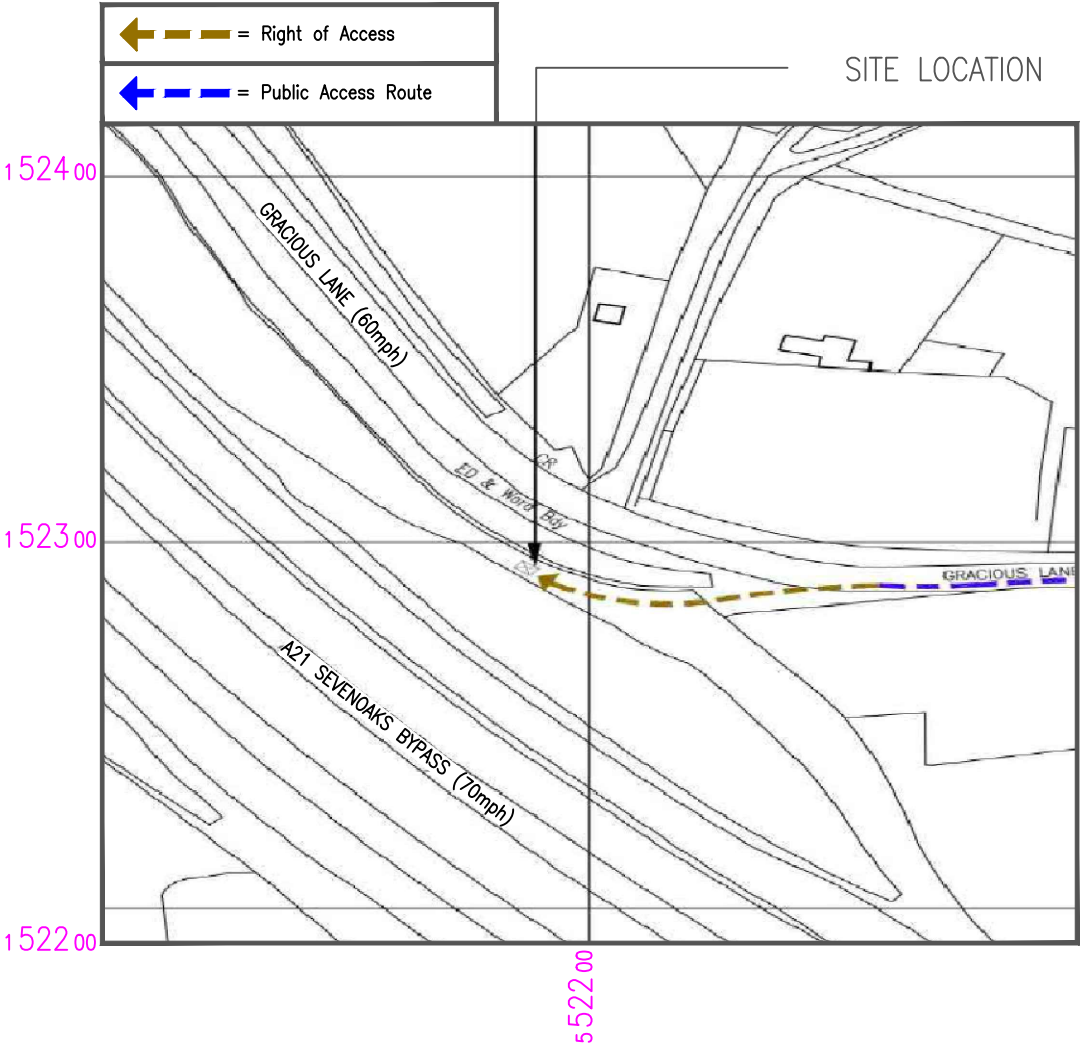 = Right of Access
= Public Access Route
SITE LOCATION
152400
GRACIOUS LANE (60mph)
CR
ED & Ward Bdy
152300
GRACIOUS LANE
A21 SEVENOAKS BYPASS (70mph)
152200
552200